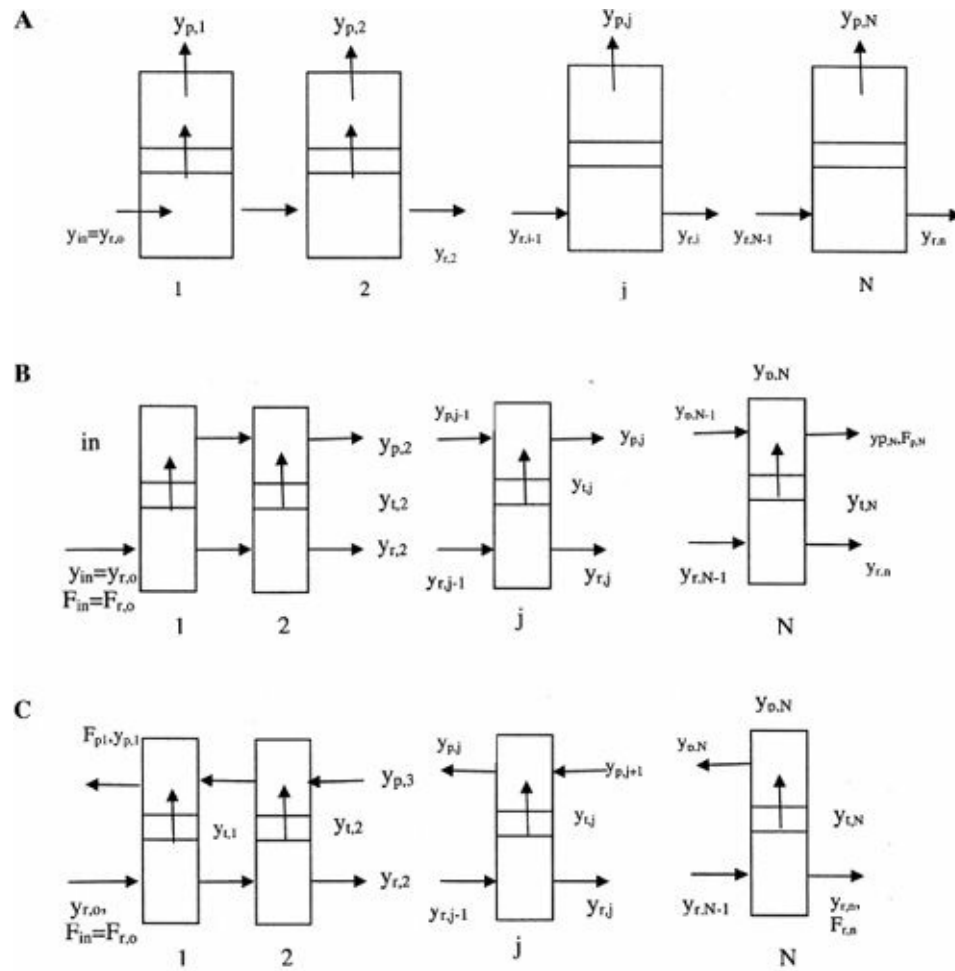 A
y_p,1 y_p,2 y_p,j y_p,N
y_in=y_r,o y_r,2 y_r,i-1 y_r,i y_r,N-1 y_r,n
1 2 j N
B
y_p,N
in y_p,2 y_p,j-1 y_p,j y_p,N-1 y_p,N,F_p,N
y_t,2 y_t,j y_t,N
y_in=y_r,o y_r,2 y_r,j-1 y_r,j y_r,N-1 y_r,n
F_in=F_r,o
1 2 j N
C
y_p,N
F_p1,y_p,1 y_p,3 y_p,j y_p,j+1 y_p,N
y_t,1 y_t,2 y_t,j y_t,N
y_r,o, y_r,2 y_r,j-1 y_r,j y_r,N-1 y_r,n,
F_in=F_r,o F_r,n
1 2 j N